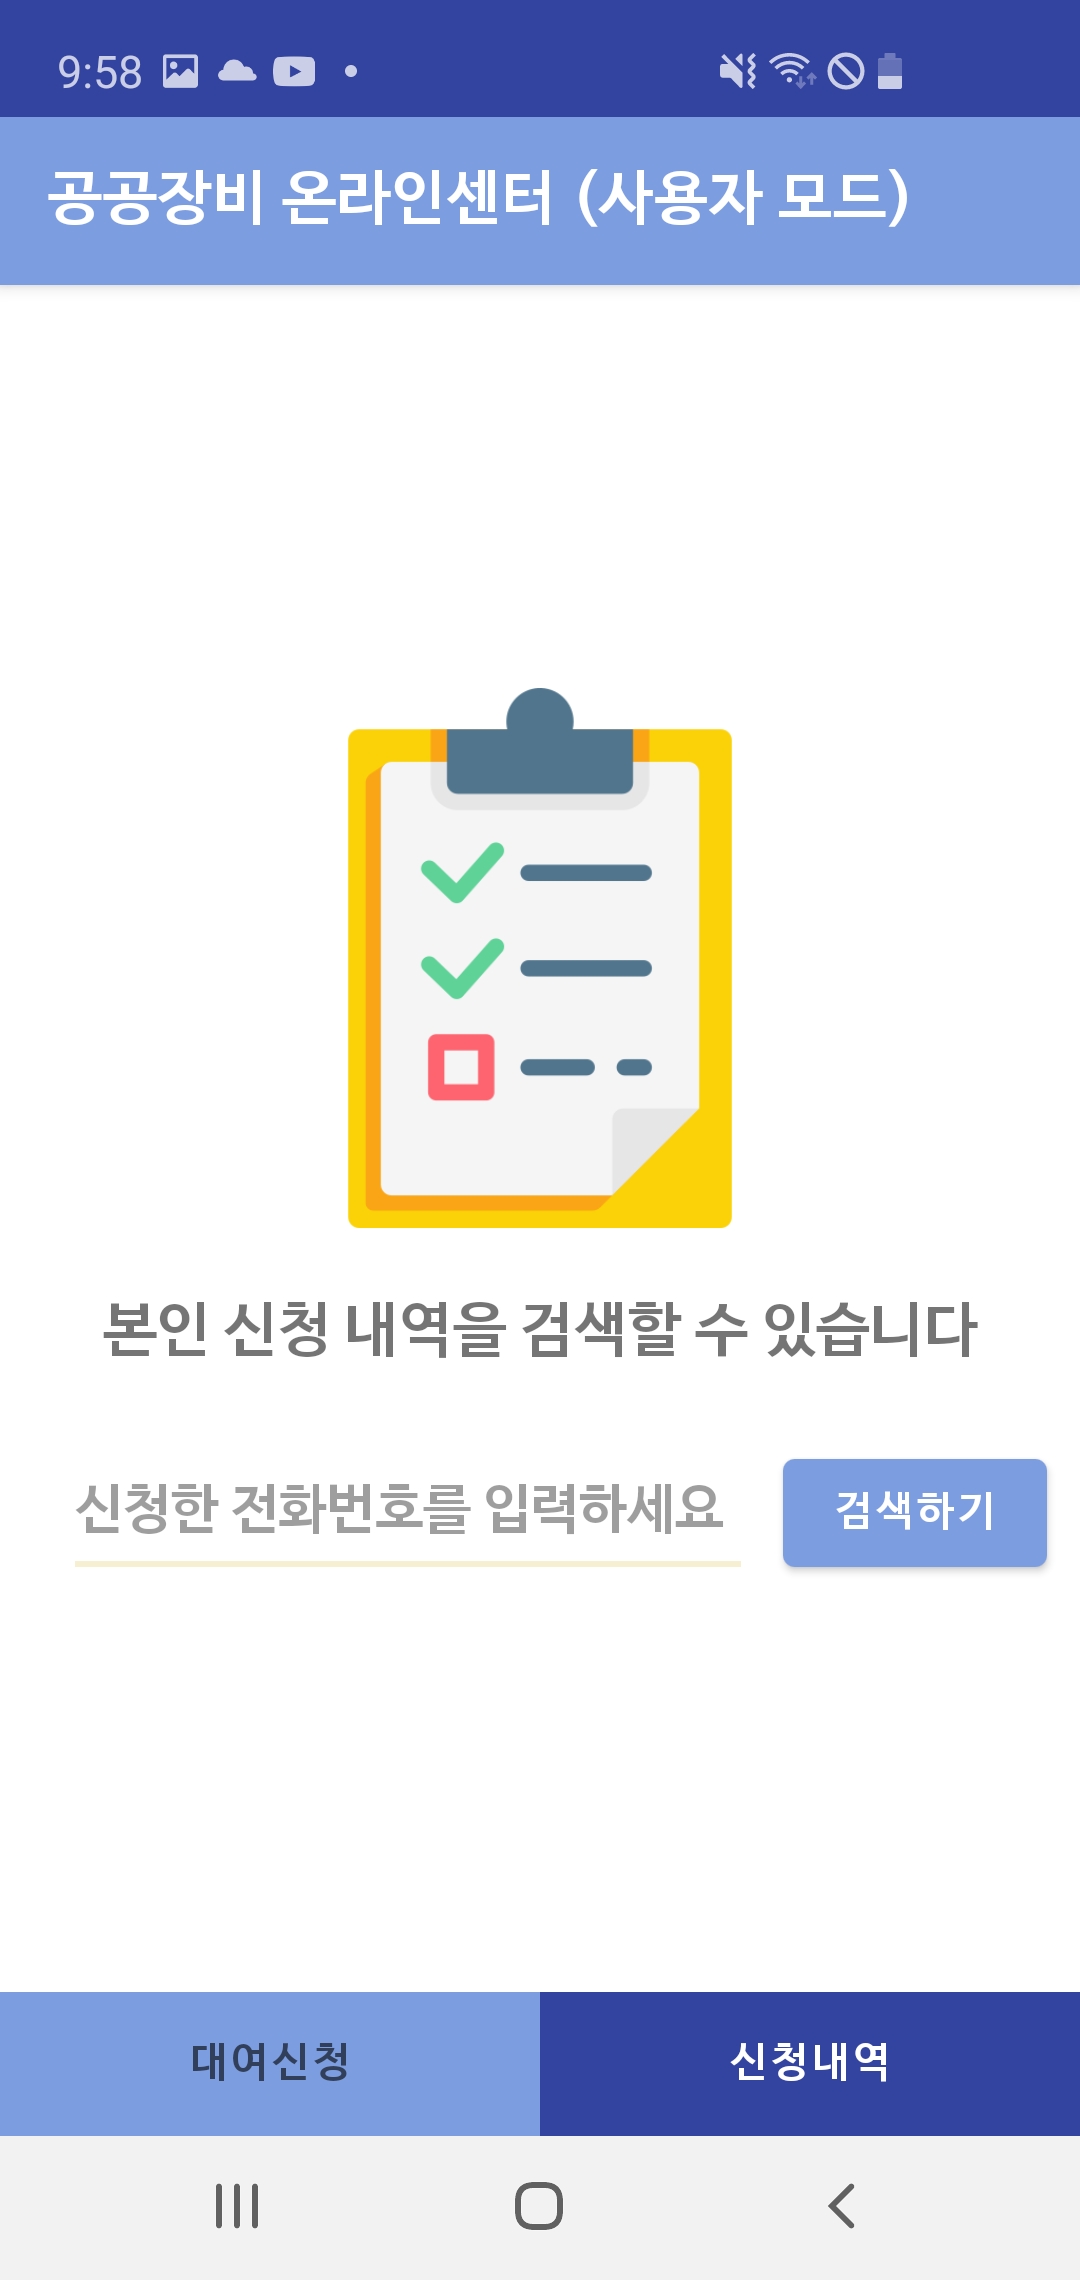 9:58
공공장비 온라인센터 (사용자 모드)
본인 신청 내역을 검색할 수 있습니다
신청한 전화번호를 입력하세요
검색하기
대여신청
신청내역